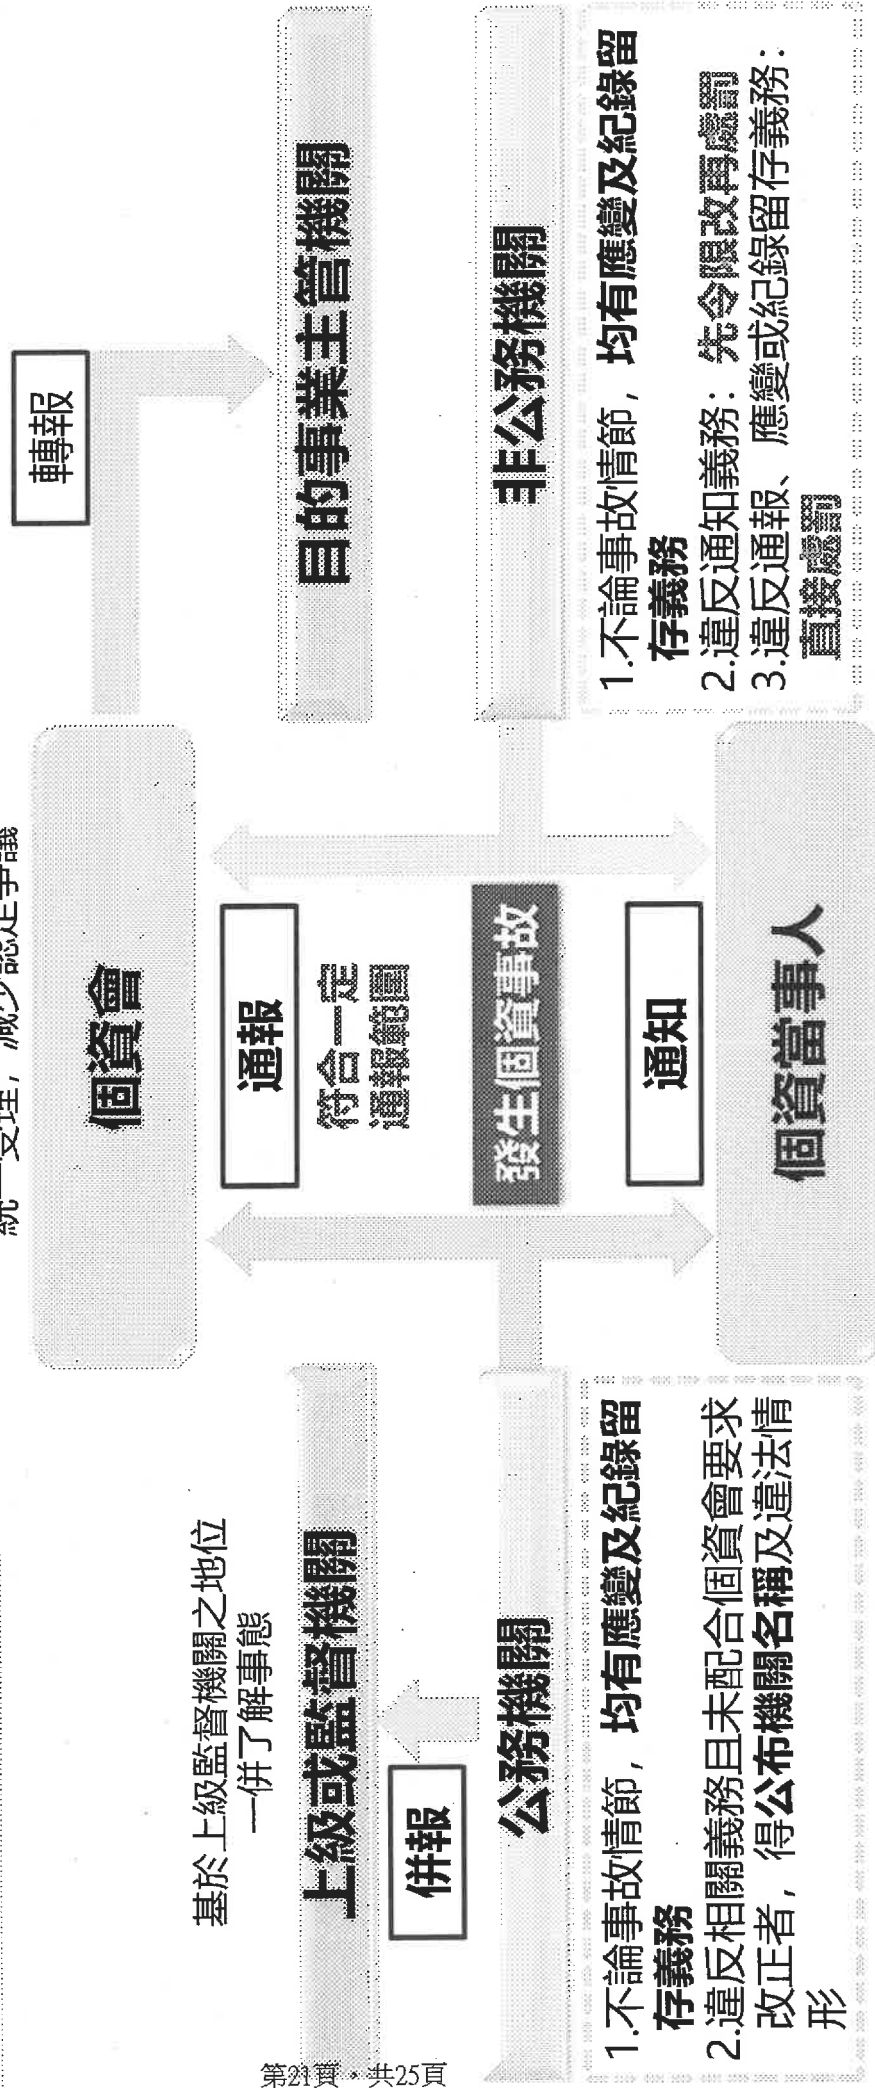 統一受理，減少認定爭議
個資會
轉報
基於上級監督機關之地位
一併了解事態
上級或監督機關
通報
符合一定
通報範圍
目的事業主管機關
併報
公務機關
發生個資事故
非公務機關
通知
個資當事人
1.不論事故情節，均有應變及紀錄留
存義務
2.違反相關義務且未配合個資會要求
改正者，得公布機關名稱及違法情
形
1.不論事故情節，均有應變及紀錄留
存義務
2.違反通知義務：先令限改再處罰
3.違反通報、應變或紀錄留存義務：
直接處罰
第21頁，共25頁